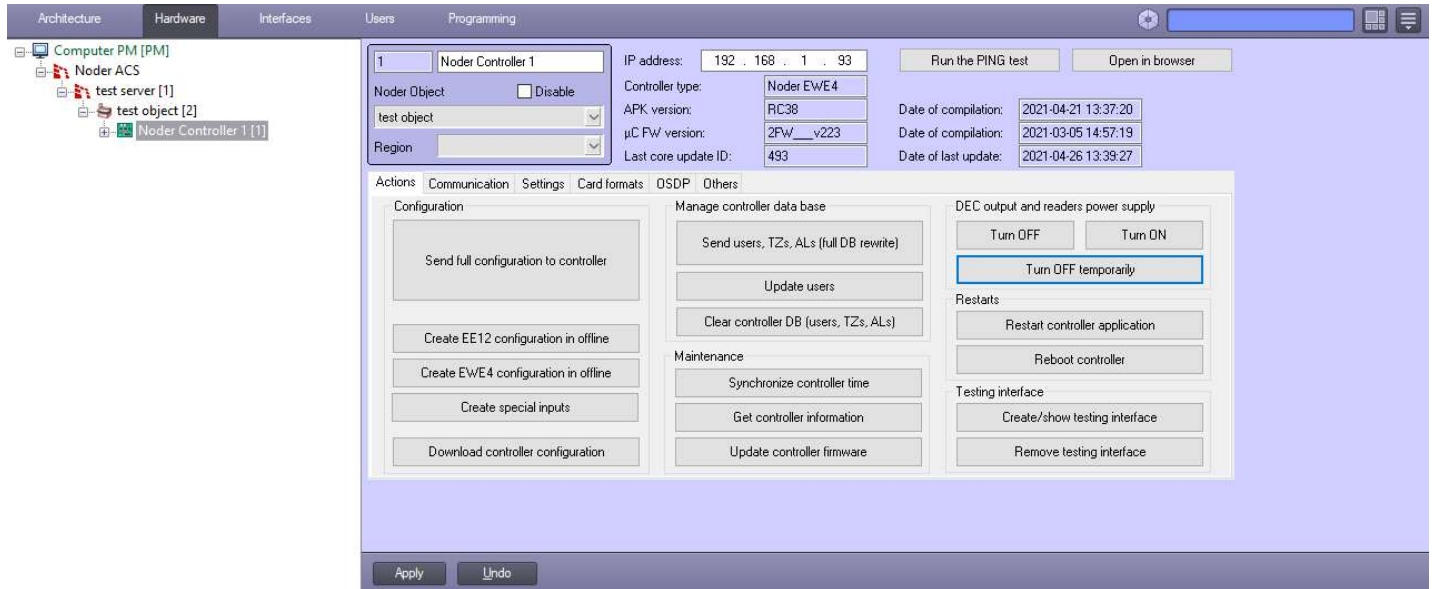 Architecture Hardware Interfaces Users Programming
Computer PM [PM]
Noder ACS
test server [1]
test object [2]
Noder Controller 1 [1]
1 Noder Controller 1
Noder Object Disable
test object
Region
IP address: 192 . 168 . 1 . 93
Controller type: Noder EWE4
APK version: RC38
µC FW version: 2FW___v223
Last core update ID: 493
Run the PING test Open in browser
Date of compilation: 2021-04-21 13:37:20
Date of compilation: 2021-03-05 14:57:19
Date of last update: 2021-04-26 13:39:27
Actions Communication Settings Card formats OSDP Others
Configuration
Send full configuration to controller
Create EE12 configuration in offline
Create EWE4 configuration in offline
Create special inputs
Download controller configuration
Manage controller data base
Send users, TZs, ALs (full DB rewrite)
Update users
Clear controller DB (users, TZs, ALs)
Maintenance
Synchronize controller time
Get controller information
Update controller firmware
DEC output and readers power supply
Turn OFF Turn ON
Turn OFF temporarily
Restarts
Restart controller application
Reboot controller
Testing interface
Create/show testing interface
Remove testing interface
Apply Undo